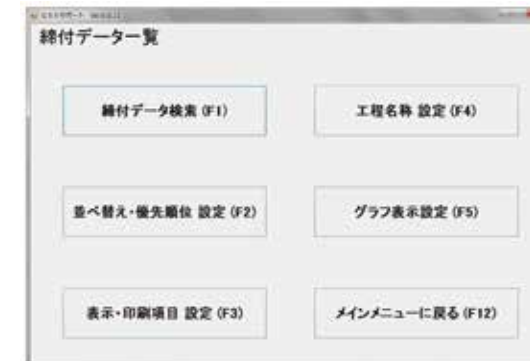 締付データ一覧
締付データ検索 (F1)
工程名称 設定 (F4)
並べ替え・優先順位 設定 (F2)
グラフ表示設定 (F5)
表示・印刷項目 設定 (F3)
メインメニューに戻る (F12)